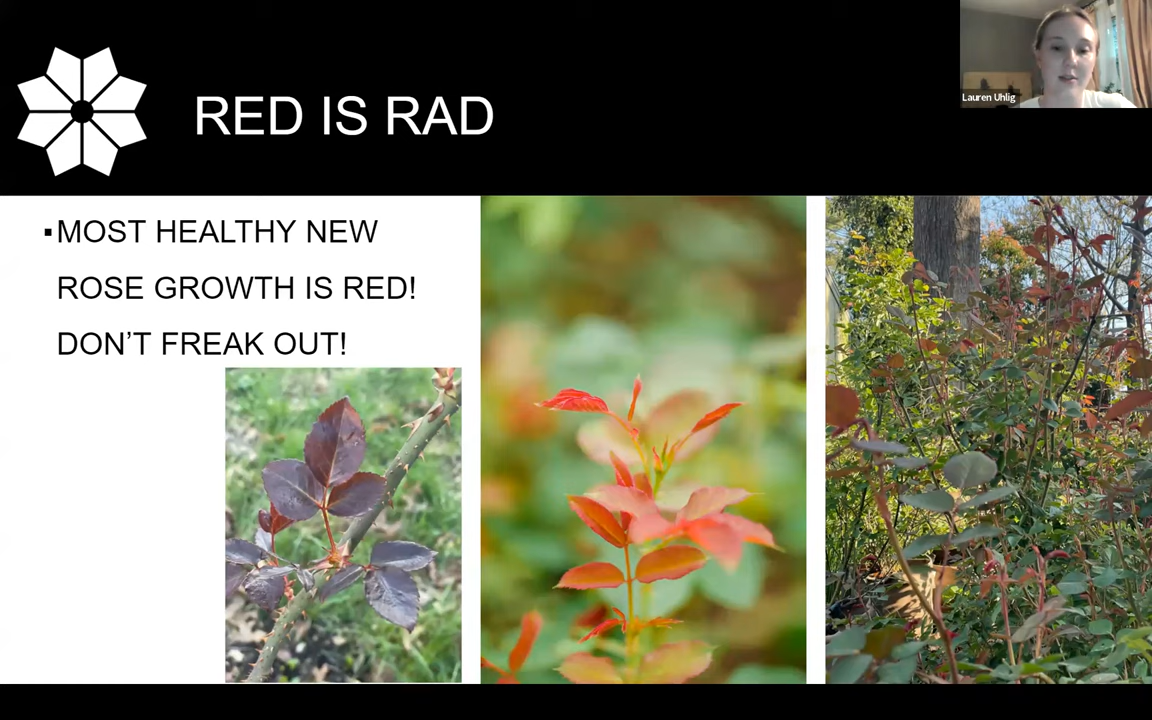 RED IS RAD
Lauren Uhlig
▪MOST HEALTHY NEW
ROSE GROWTH IS RED!
DON’T FREAK OUT!